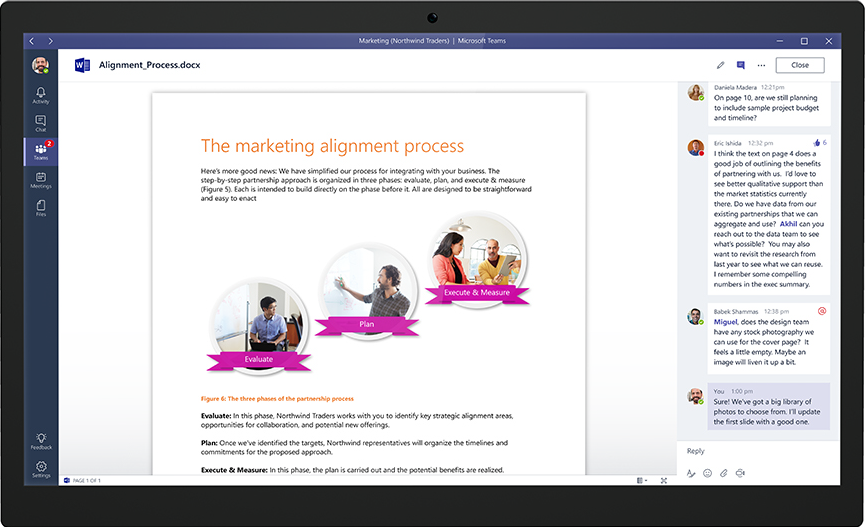 Marketing (Northwind Traders) | Microsoft Teams
Alignment_Process.docx
Close
Activity
Chat
2
Teams
Meetings
Files
Feedback
Settings
The marketing alignment process
Here's more good news: We have simplified our process for integrating with your business. The
step-by-step partnership approach is organized in three phases: evaluate, plan, and execute & measure
(Figure 5). Each is intended to build directly on the phase before it. All are designed to be straightforward
and easy to enact
Execute & Measure
Plan
Evaluate
Figure 6: The three phases of the partnership process
Evaluate: In this phase, Northwind Traders works with you to identify key strategic alignment areas,
opportunities for collaboration, and potential new offerings.
Plan: Once we've identified the targets, Northwind representatives will organize the timelines and
commitments for the proposed approach.
Execute & Measure: In this phase, the plan is carried out and the potential benefits are realized.
PAGE 1 OF 1
Daniela Madera 12:21pm
On page 10, are we still planning
to include sample project budget
and timeline?
Eric Ishida 12:32 pm 6
I think the text on page 4 does a
good job of outlining the benefits
of partnering with us. I'd love to
see better qualitative support than
the market statistics currently
there. Do we have data from our
existing partnerships that we can
aggregate and use? Akhil can you
reach out to the data team to see
what's possible? You may also
want to revisit the research from
last year to see what we can reuse.
I remember some compelling
numbers in the exec summary.
Babek Shammas 12:38 pm
Miguel, does the design team
have any stock photography we
can use for the cover page? It
feels a little empty. Maybe an
image will liven it up a bit.
You 1:00 pm
Sure! We've got a big library of
photos to choose from. I'll update
the first slide with a good one.
Reply